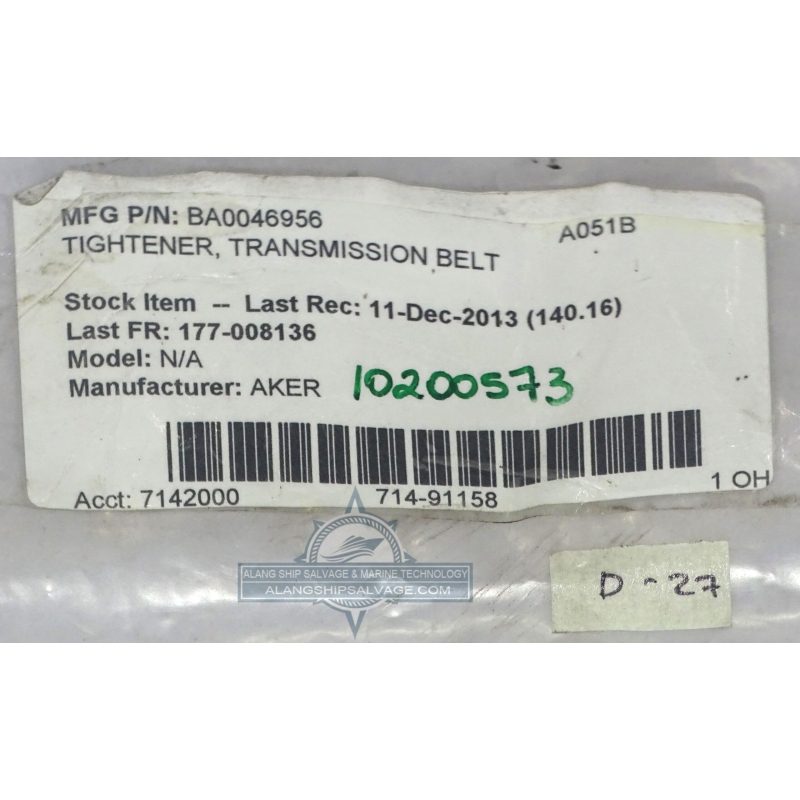 MFG P/N: BA0046956
A051B
TIGHTENER, TRANSMISSION BELT
Stock Item -- Last Rec: 11-Dec-2013 (140.16)
Last FR: 177-008136
Model: N/A
Manufacturer: AKER 10200573
Acct: 7142000 714-91158 1 OH
ALANG SHIP SALVAGE & MARINE TECHNOLOGY
ALANGSHIPSALVAGE.COM
D-27